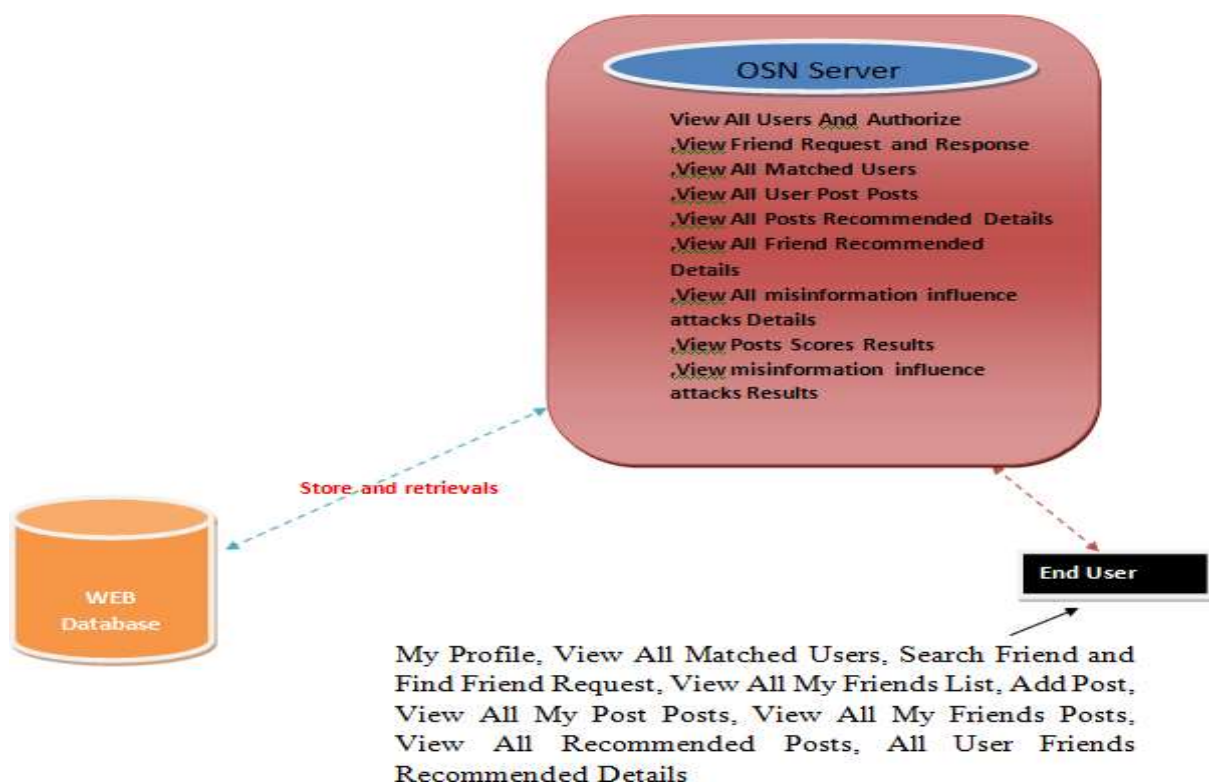 OSN Server
View All Users And Authorize
,View Friend Request and Response
,View All Matched Users
,View All User Post Posts
,View All Posts Recommended Details
,View All Friend Recommended
Details
,View All misinformation influence
attacks Details
,View Posts Scores Results
,View misinformation influence
attacks Results
Store and retrievals
WEB
Database
End User
My Profile, View All Matched Users, Search Friend and
Find Friend Request, View All My Friends List, Add Post,
View All My Post Posts, View All My Friends Posts,
View All Recommended Posts, All User Friends
Recommended Details